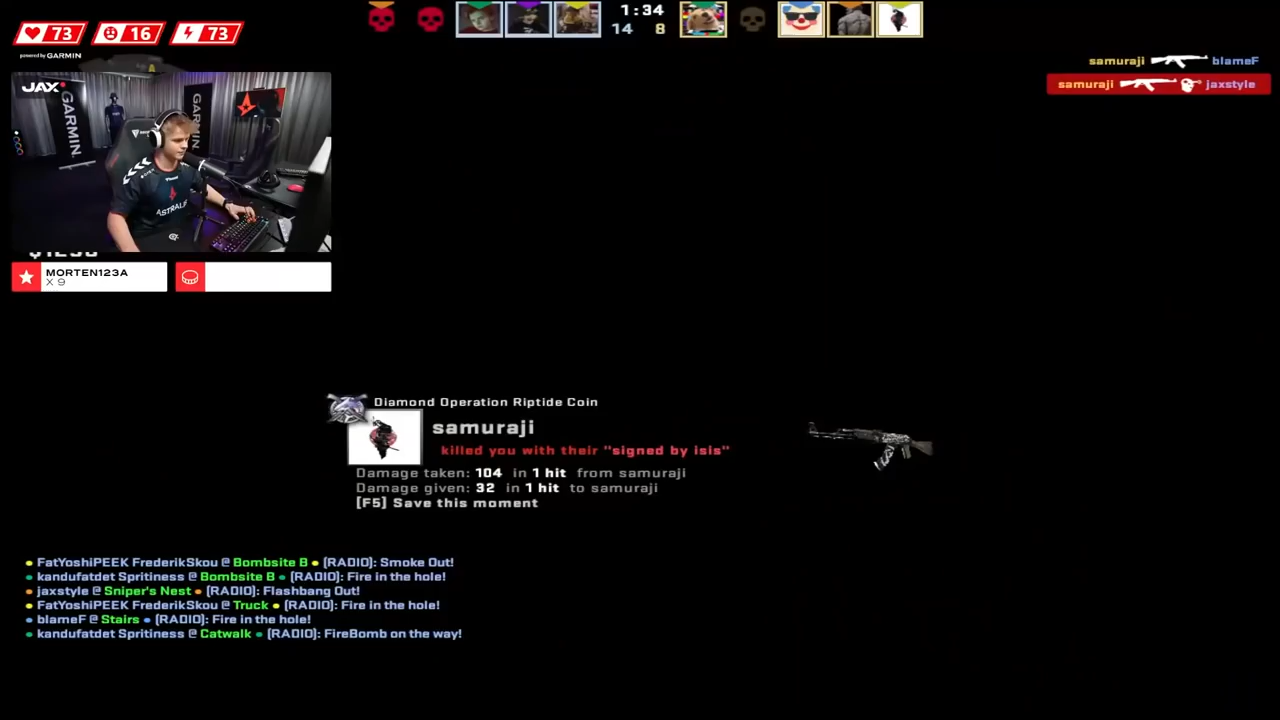 73 16 73
powered by GARMIN
1:34
14 8
samuraji blameF
samuraji jaxstyle
A
JAX
GARMIN
GARMIN
ASTRALIS
MORTEN123A
X 9
Diamond Operation Riptide Coin
samuraji
killed you with their "signed by isis"
Damage taken: 104 in 1 hit from samuraji
Damage given: 32 in 1 hit to samuraji
[F5] Save this moment
FatYoshiPEEK FrederikSkou @ Bombsite B • (RADIO): Smoke Out!
kandufatdet Spritiness @ Bombsite B • (RADIO): Fire in the hole!
jaxstyle @ Sniper's Nest • (RADIO): Flashbang Out!
FatYoshiPEEK FrederikSkou @ Truck • (RADIO): Fire in the hole!
blameF @ Stairs • (RADIO): Fire in the hole!
kandufatdet Spritiness @ Catwalk • (RADIO): FireBomb on the way!